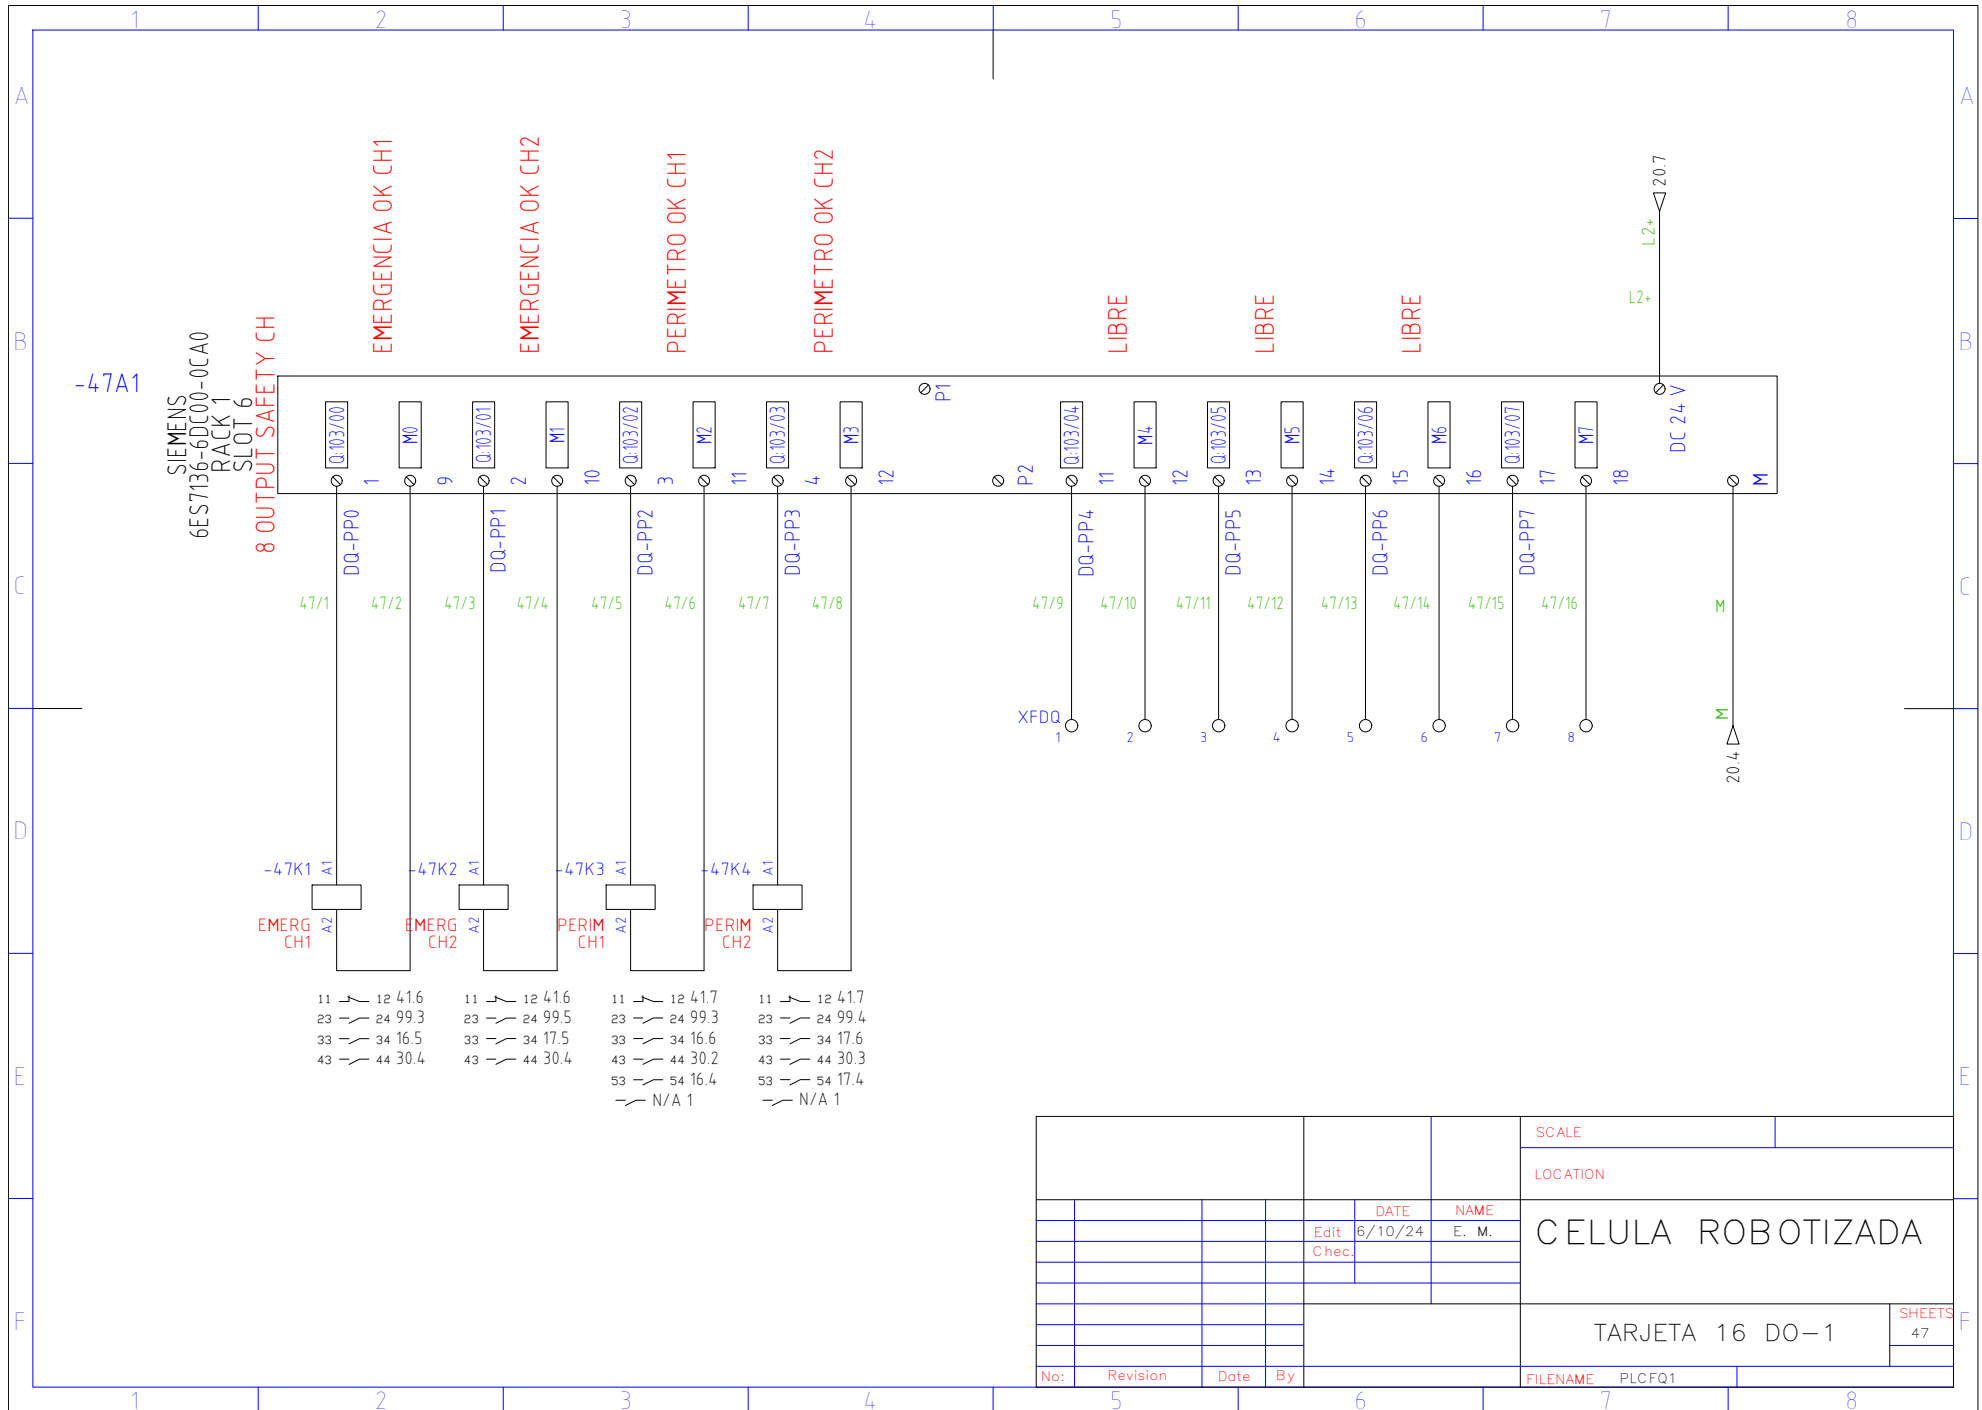 1 2 3 4 5 6 7 8
A A
B B
C C
D D
E E
F F
EMERGENCIA OK CH1
EMERGENCIA OK CH2
PERIMETRO OK CH1
PERIMETRO OK CH2
LIBRE
LIBRE
LIBRE
20.7
L2+
L2+
-47A1
SIEMENS
6ES7136-6DC00-0CA0
RACK 1
SLOT 6
8 OUTPUT SAFETY CH
P1
DC 24 V
Q:103/00 M0 Q:103/01 M1 Q:103/02 M2 Q:103/03 M3 Q:103/04 M4 Q:103/05 M5 Q:103/06 M6 Q:103/07 M7
1 9 2 10 3 11 4 12 P2 11 12 13 14 15 16 17 18 M
DQ-PP0 DQ-PP1 DQ-PP2 DQ-PP3 DQ-PP4 DQ-PP5 DQ-PP6 DQ-PP7
47/1 47/2 47/3 47/4 47/5 47/6 47/7 47/8 47/9 47/10 47/11 47/12 47/13 47/14 47/15 47/16 M
XFDQ
1 2 3 4 5 6 7 8
M
20.4
-47K1 A1 -47K2 A1 -47K3 A1 -47K4 A1
EMERG A2 EMERG A2 PERIM A2 PERIM A2
CH1 CH2 CH1 CH2
11 12 41.6
23 24 99.3
33 34 16.5
43 44 30.4
11 12 41.6
23 24 99.5
33 34 17.5
43 44 30.4
11 12 41.7
23 24 99.3
33 34 16.6
43 44 30.2
53 54 16.4
N/A 1
11 12 41.7
23 24 99.4
33 34 17.6
43 44 30.3
53 54 17.4
N/A 1
SCALE
LOCATION
DATE NAME
Edit 6/10/24 E. M.
Chec.
CELULA ROBOTIZADA
TARJETA 16 DO-1
SHEETS
47
No: Revision Date By
FILENAME PLCFQ1
1 2 3 4 5 6 7 8